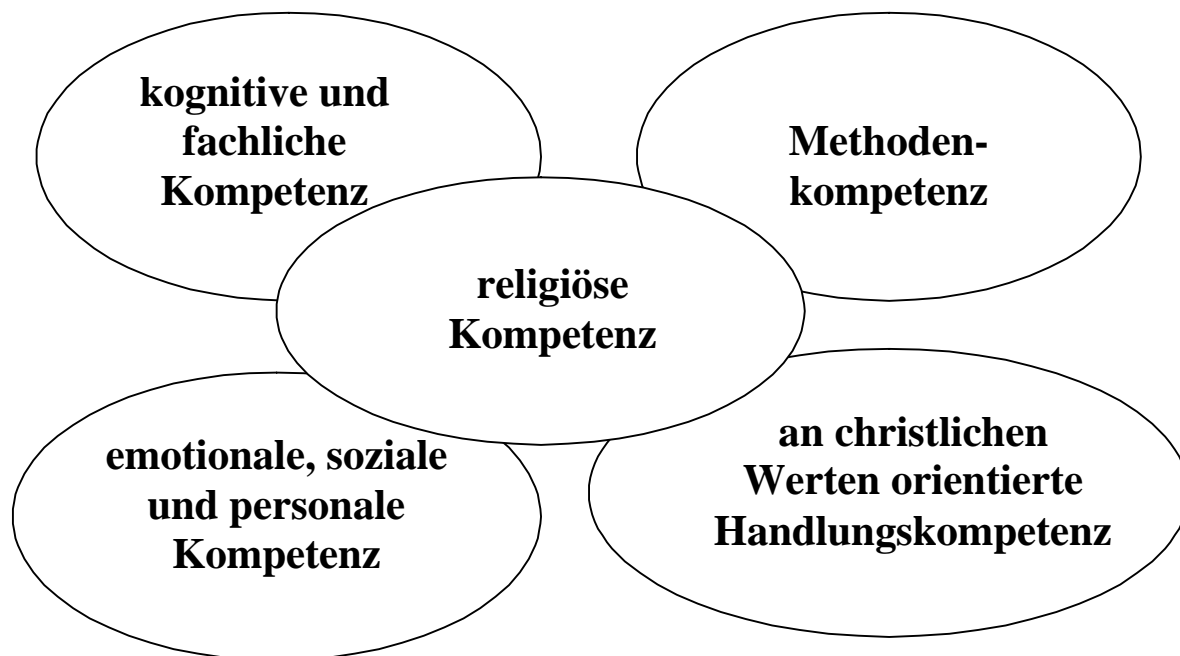 kognitive und
fachliche
Kompetenz
Methoden-
kompetenz
religiöse
Kompetenz
emotionale, soziale
und personale
Kompetenz
an christlichen
Werten orientierte
Handlungskompetenz